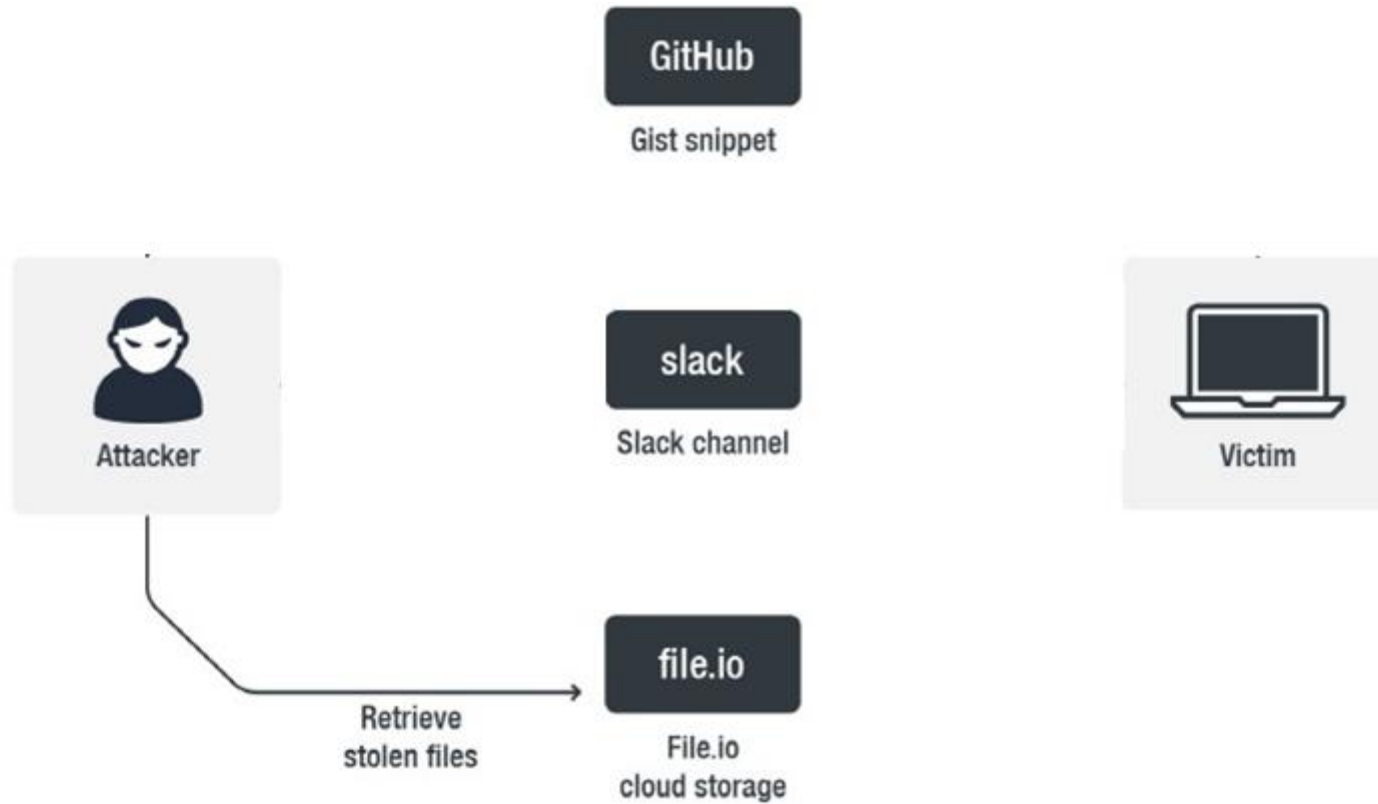 GitHub
Gist snippet
Attacker
slack
Slack channel
Victim
Retrieve
stolen files
file.io
File.io
cloud storage